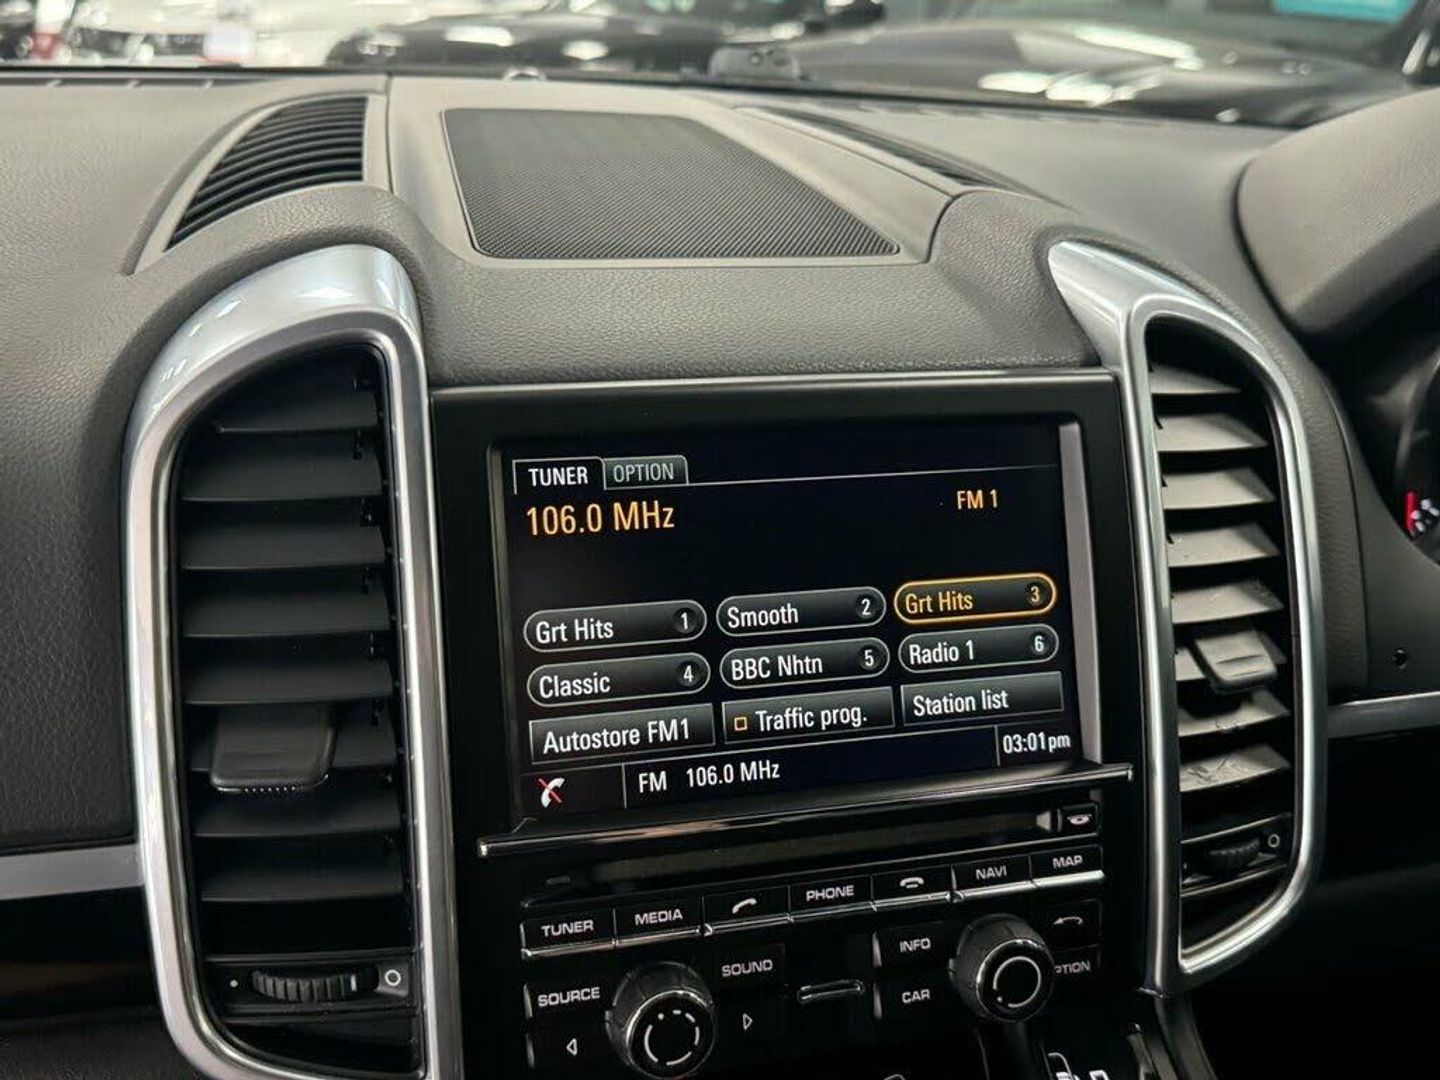 TUNER OPTION
106.0 MHz FM 1
Grt Hits 1 Smooth 2 Grt Hits 3
Classic 4 BBC Nhtn 5 Radio 1 6
Autostore FM1 Traffic prog. Station list
FM 106.0 MHz 03:01pm
TUNER MEDIA PHONE NAVI MAP
SOURCE SOUND INFO
CAR